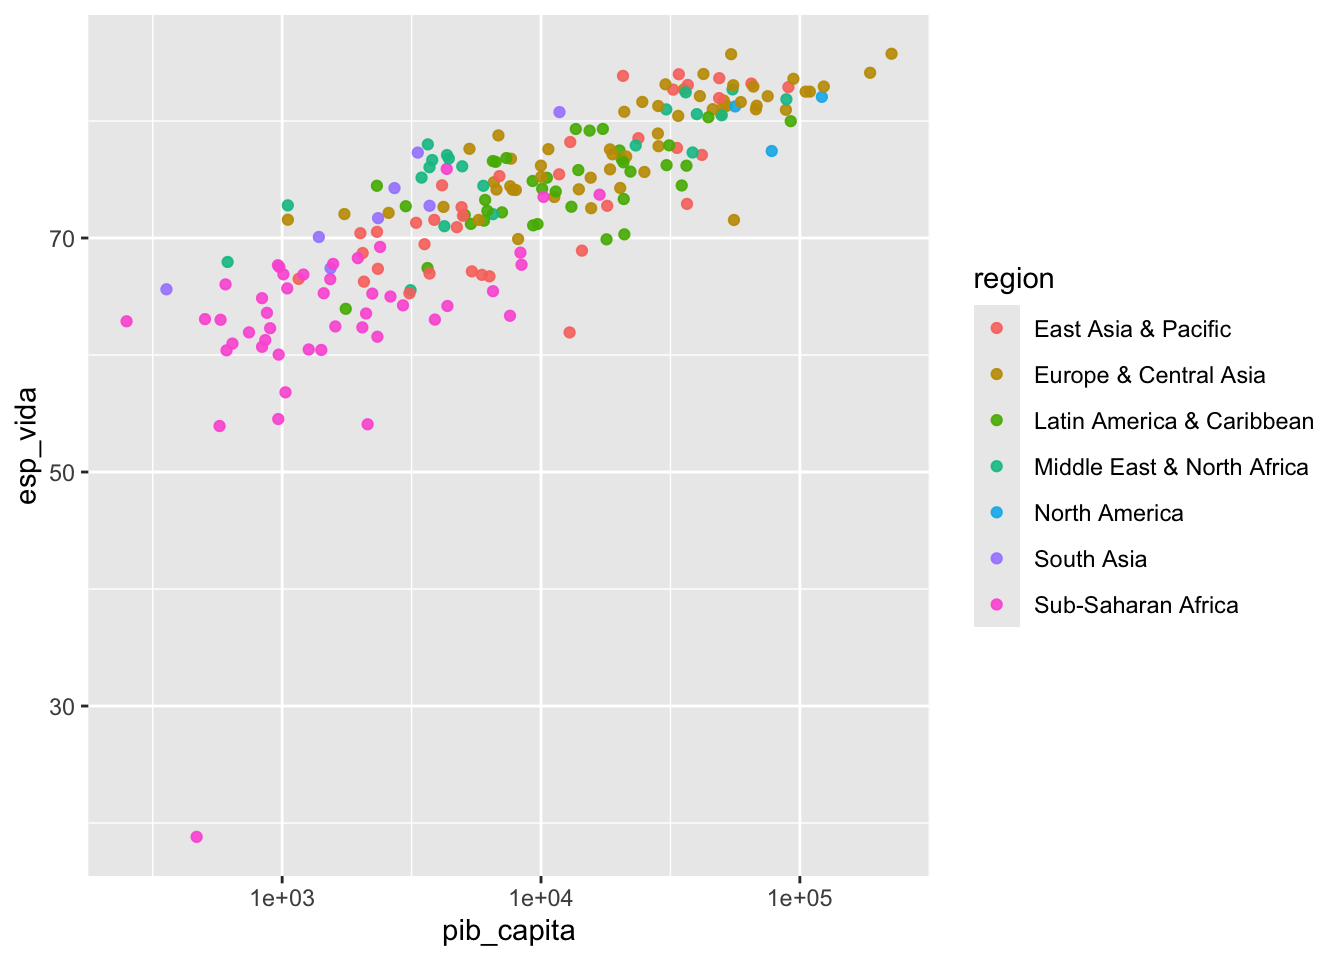 70
50
30
esp_vida
1e+03
1e+04
1e+05
pib_capita
region
East Asia & Pacific
Europe & Central Asia
Latin America & Caribbean
Middle East & North Africa
North America
South Asia
Sub-Saharan Africa